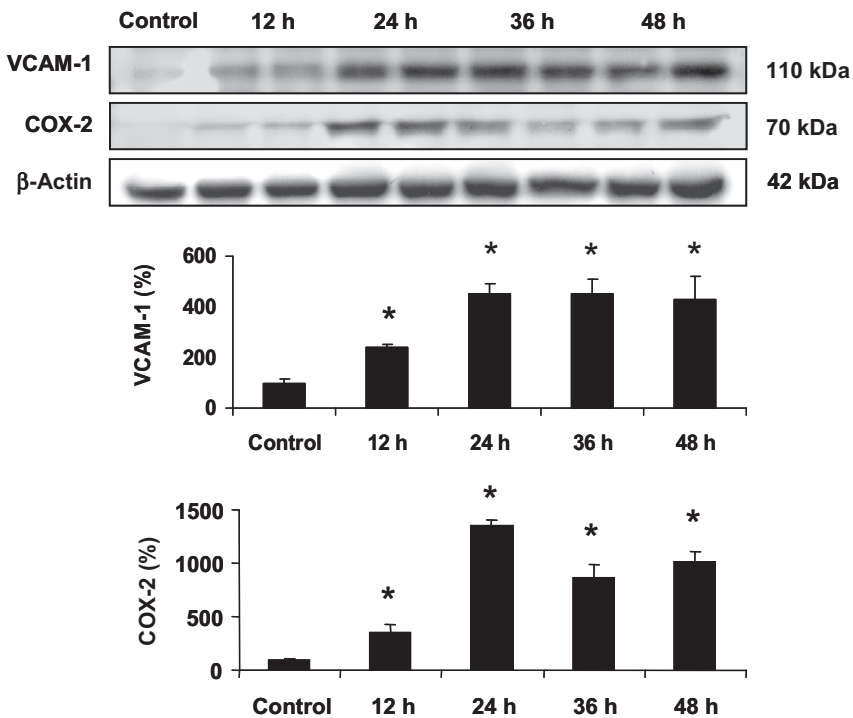 Control 12 h 24 h 36 h 48 h
VCAM-1 110 kDa
COX-2 70 kDa
β-Actin 42 kDa
VCAM-1 (%)
600
400
200
0
* * * *
Control 12 h 24 h 36 h 48 h
COX-2 (%)
1500
1000
500
0
* * * *
Control 12 h 24 h 36 h 48 h